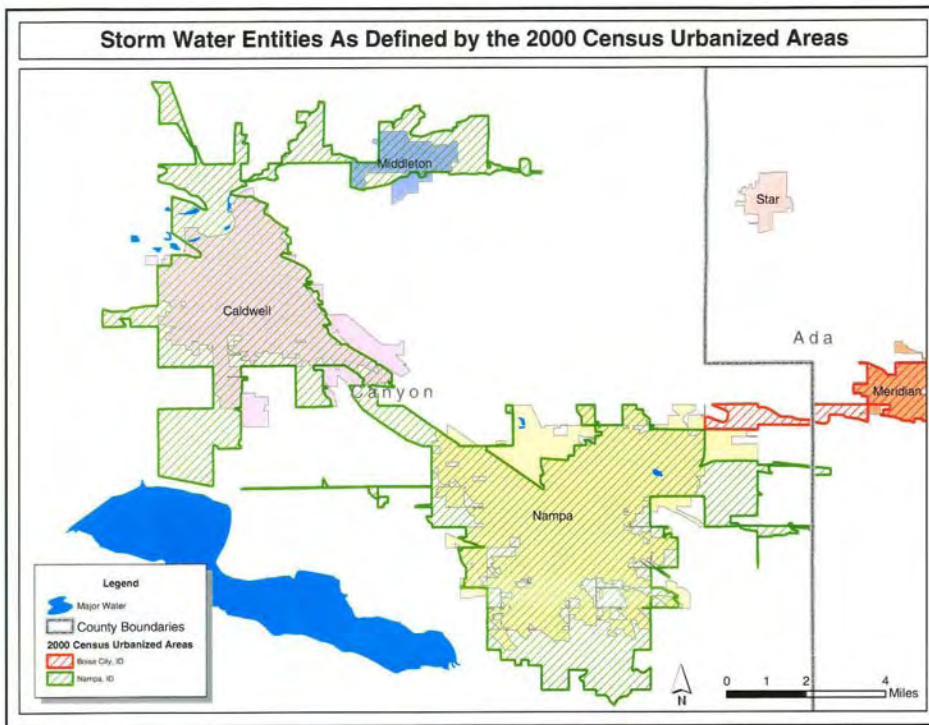 Storm Water Entities As Defined by the 2000 Census Urbanized Areas
Middleton
Star
Caldwell
Ada
Canyon
Meridian
Nampa
Legend
Major Water
County Boundaries
2000 Census Urbanized Areas
Boise City, ID
Nampa, ID
N
0 1 2 4
Miles